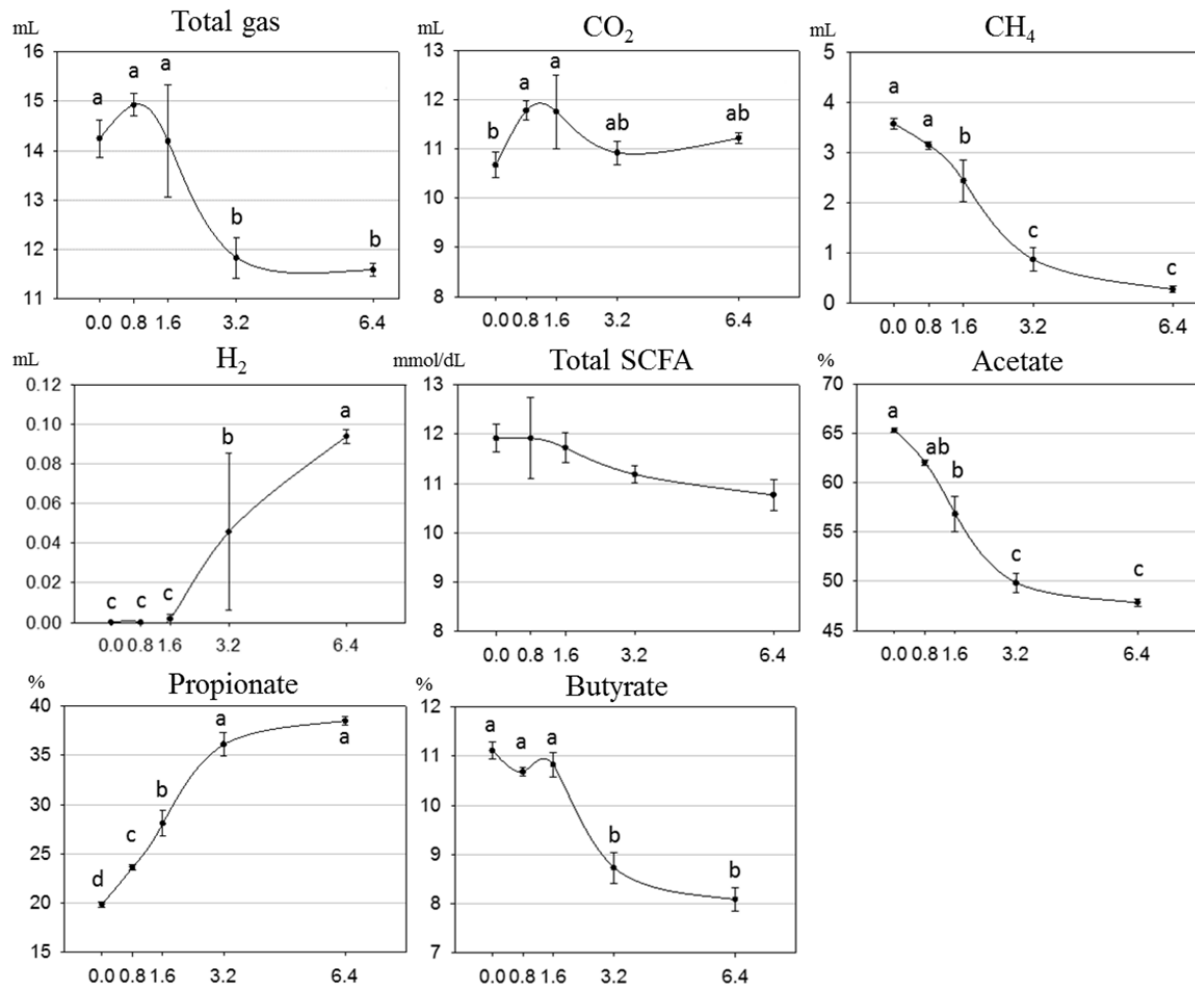 Total gas
mL
16
15
14
13
12
11
a
a
a
b
b
0.0 0.8 1.6 3.2 6.4
CO₂
mL
13
12
11
10
9
8
b
a
a
ab
ab
0.0 0.8 1.6 3.2 6.4
CH₄
mL
5
4
3
2
1
0
a
a
b
c
c
0.0 0.8 1.6 3.2 6.4
H₂
mL
0.12
0.10
0.08
0.06
0.04
0.02
0.00
c
c
c
b
a
0.0 0.8 1.6 3.2 6.4
Total SCFA
mmol/dL
13
12
11
10
9
8
0.0 0.8 1.6 3.2 6.4
Acetate
%
70
65
60
55
50
45
a
ab
b
c
c
0.0 0.8 1.6 3.2 6.4
Propionate
%
40
35
30
25
20
15
d
c
b
a
a
0.0 0.8 1.6 3.2 6.4
Butyrate
%
12
11
10
9
8
7
a
a
a
b
b
0.0 0.8 1.6 3.2 6.4